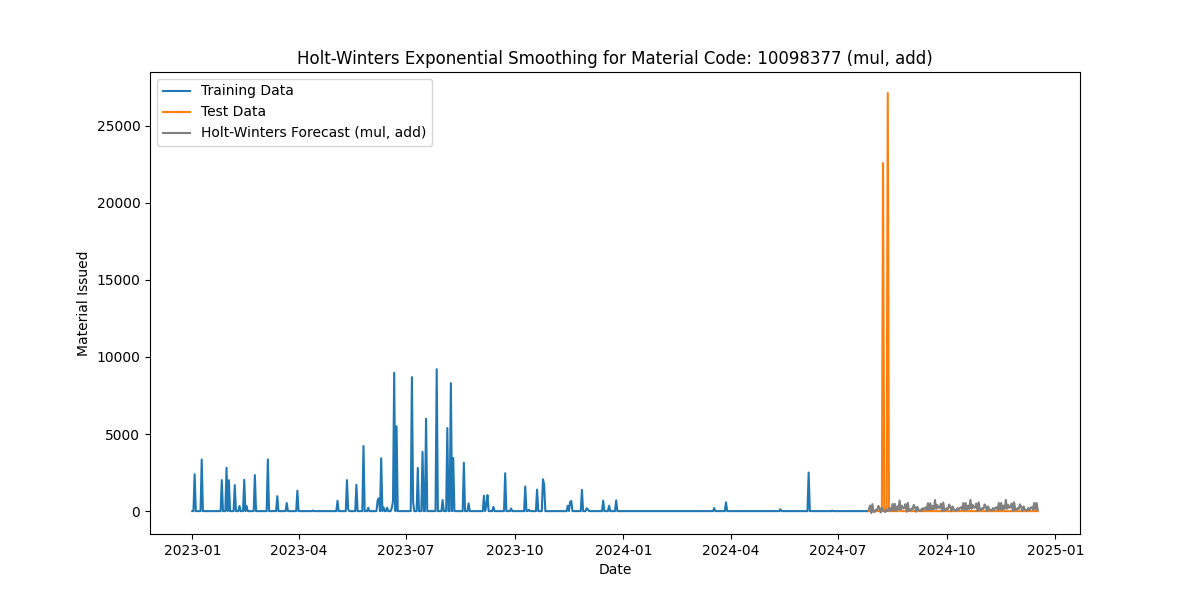 Holt-Winters Exponential Smoothing for Material Code: 10098377 (mul, add)
Training Data
Test Data
Holt-Winters Forecast (mul, add)
25000
20000
15000
10000
5000
0
Material Issued
2023-01 2023-04 2023-07 2023-10 2024-01 2024-04 2024-07 2024-10 2025-01
Date